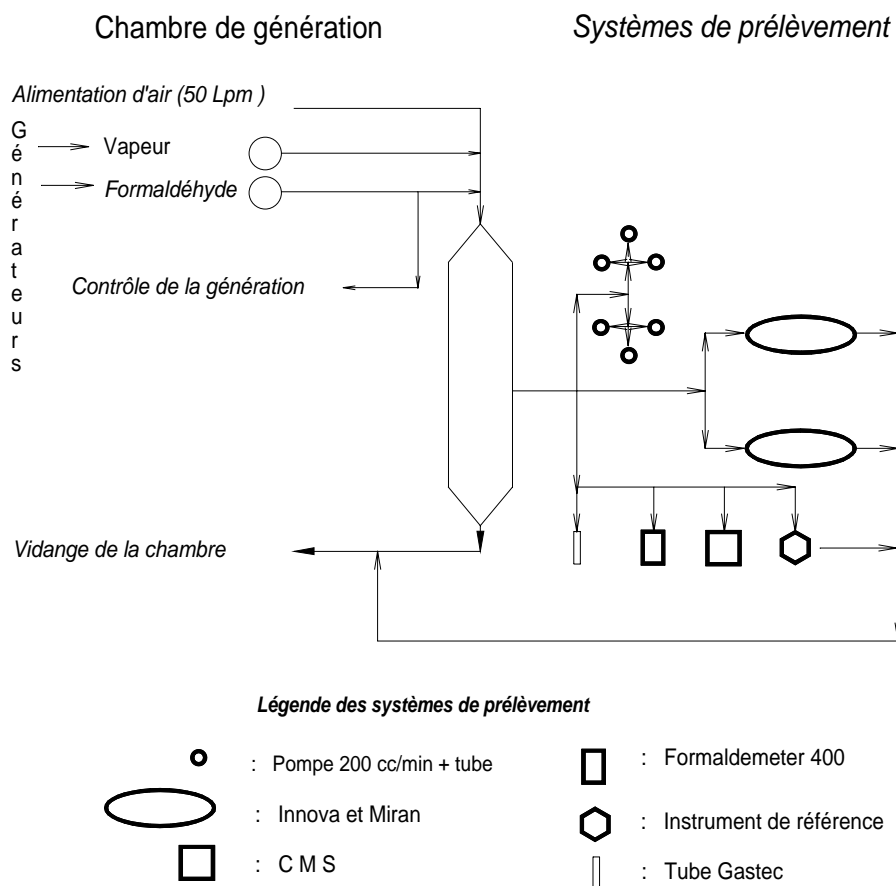 Chambre de génération
Systèmes de prélèvement
Alimentation d'air (50 Lpm )
Générateurs
Vapeur
Formaldéhyde
Contrôle de la génération
Vidange de la chambre
Légende des systèmes de prélèvement
: Pompe 200 cc/min + tube
: Formaldemeter 400
: Innova et Miran
: Instrument de référence
: C M S
: Tube Gastec